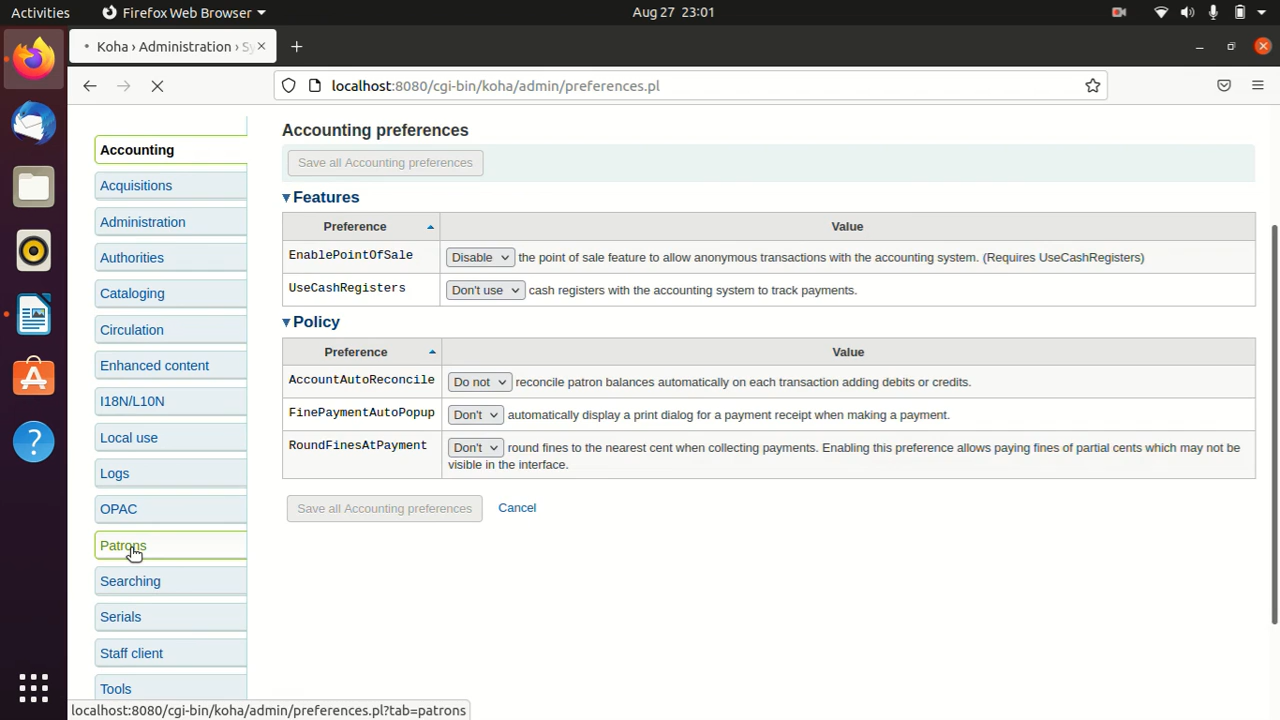 Activities
Firefox Web Browser
Aug 27 23:01
Koha › Administration › Sy
localhost:8080/cgi-bin/koha/admin/preferences.pl
Accounting
Acquisitions
Administration
Authorities
Cataloging
Circulation
Enhanced content
I18N/L10N
Local use
Logs
OPAC
Patrons
Searching
Serials
Staff client
Tools
Accounting preferences
Save all Accounting preferences
Features
Preference Value
EnablePointOfSale Disable the point of sale feature to allow anonymous transactions with the accounting system. (Requires UseCashRegisters)
UseCashRegisters Don't use cash registers with the accounting system to track payments.
Policy
Preference Value
AccountAutoReconcile Do not reconcile patron balances automatically on each transaction adding debits or credits.
FinePaymentAutoPopup Don't automatically display a print dialog for a payment receipt when making a payment.
RoundFinesAtPayment Don't round fines to the nearest cent when collecting payments. Enabling this preference allows paying fines of partial cents which may not be
visible in the interface.
Save all Accounting preferences Cancel
localhost:8080/cgi-bin/koha/admin/preferences.pl?tab=patrons